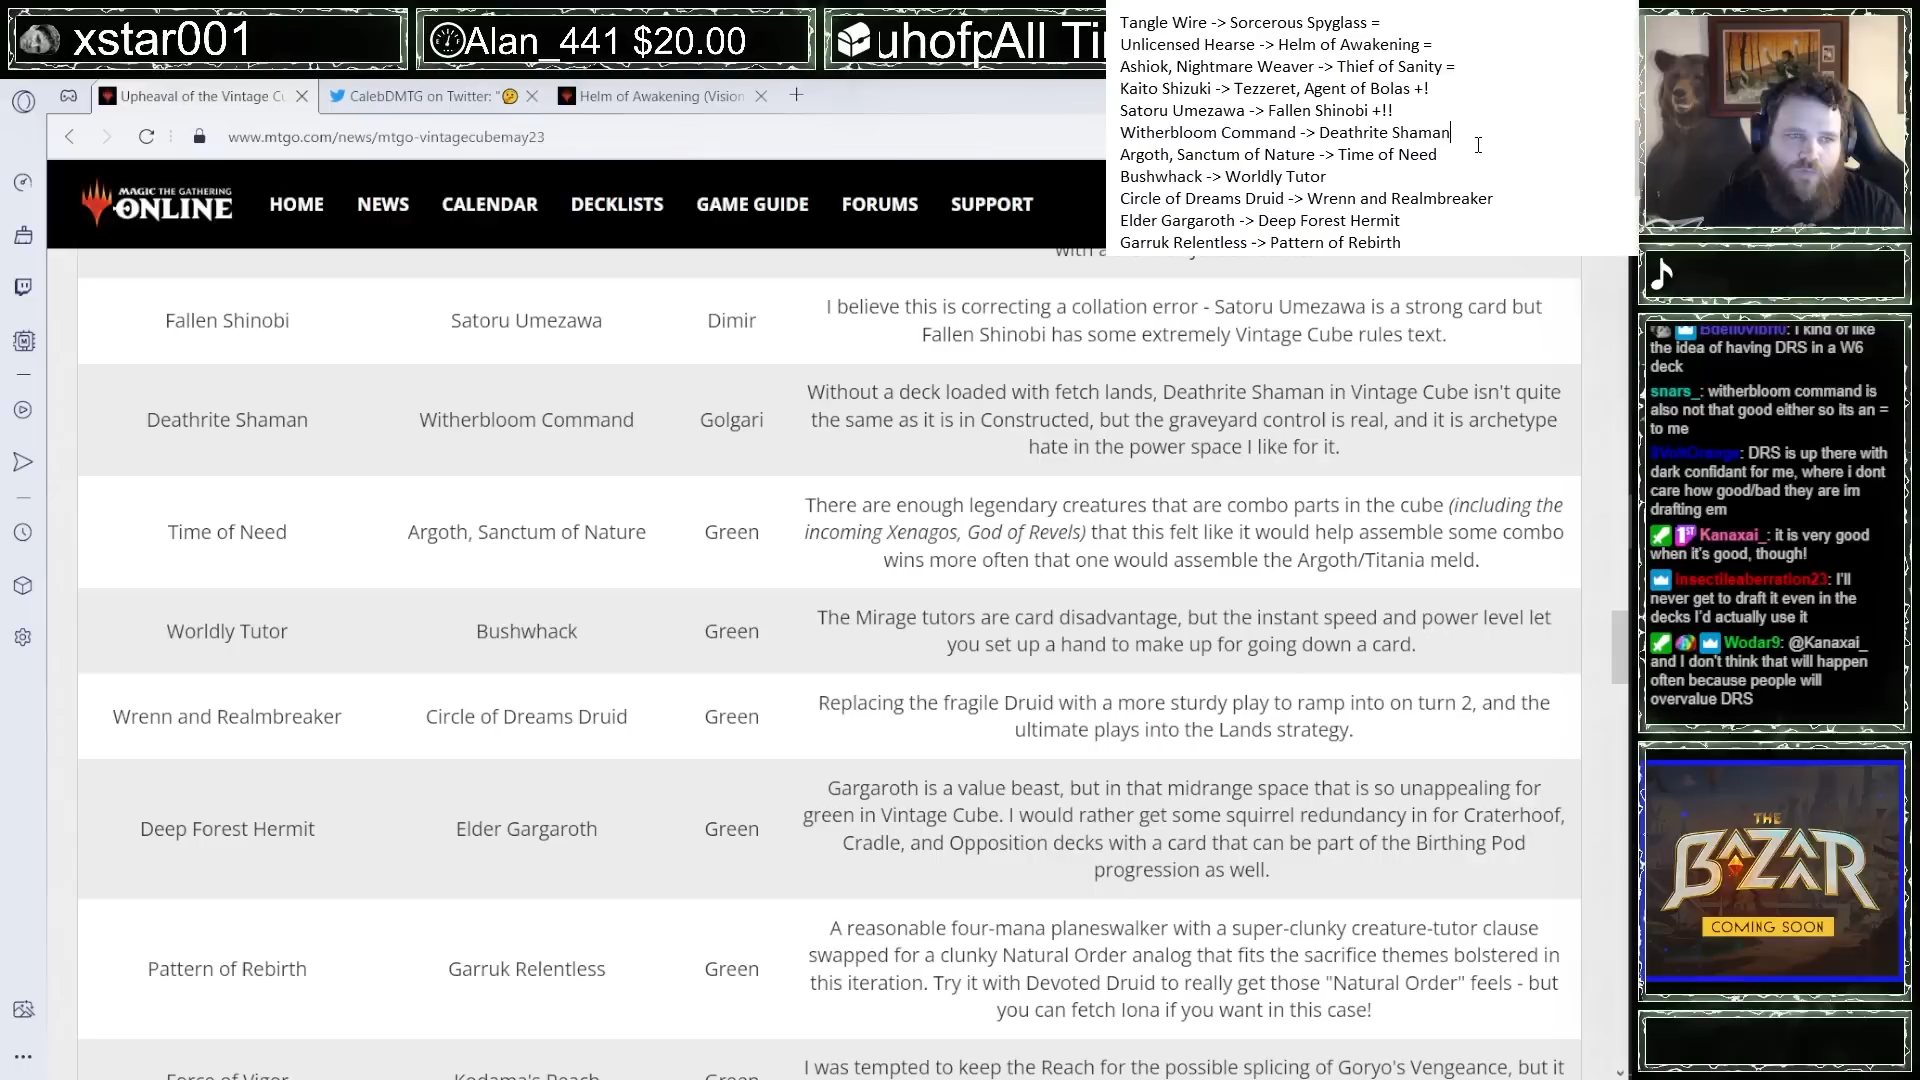 xstar001
Alan_441 $20.00
uhofp All Ti
Tangle Wire -> Sorcerous Spyglass =
Unlicensed Hearse -> Helm of Awakening =
Ashiok, Nightmare Weaver -> Thief of Sanity =
Kaito Shizuki -> Tezzeret, Agent of Bolas +!
Satoru Umezawa -> Fallen Shinobi +!!
Witherbloom Command -> Deathrite Shaman
Argoth, Sanctum of Nature -> Time of Need
Bushwhack -> Worldly Tutor
Circle of Dreams Druid -> Wrenn and Realmbreaker
Elder Gargaroth -> Deep Forest Hermit
Garruk Relentless -> Pattern of Rebirth
Upheaval of the Vintage Cu
CalebDMTG on Twitter: "
Helm of Awakening (Vision
www.mtgo.com/news/mtgo-vintagecubemay23
MAGIC THE GATHERING
ONLINE
HOME
NEWS
CALENDAR
DECKLISTS
GAME GUIDE
FORUMS
SUPPORT
with a
Fallen Shinobi
Satoru Umezawa
Dimir
I believe this is correcting a collation error - Satoru Umezawa is a strong card but
Fallen Shinobi has some extremely Vintage Cube rules text.
Deathrite Shaman
Witherbloom Command
Golgari
Without a deck loaded with fetch lands, Deathrite Shaman in Vintage Cube isn't quite
the same as it is in Constructed, but the graveyard control is real, and it is archetype
hate in the power space I like for it.
Time of Need
Argoth, Sanctum of Nature
Green
There are enough legendary creatures that are combo parts in the cube (including the
incoming Xenagos, God of Revels) that this felt like it would help assemble some combo
wins more often that one would assemble the Argoth/Titania meld.
Worldly Tutor
Bushwhack
Green
The Mirage tutors are card disadvantage, but the instant speed and power level let
you set up a hand to make up for going down a card.
Wrenn and Realmbreaker
Circle of Dreams Druid
Green
Replacing the fragile Druid with a more sturdy play to ramp into on turn 2, and the
ultimate plays into the Lands strategy.
Deep Forest Hermit
Elder Gargaroth
Green
Gargaroth is a value beast, but in that midrange space that is so unappealing for
green in Vintage Cube. I would rather get some squirrel redundancy in for Craterhoof,
Cradle, and Opposition decks with a card that can be part of the Birthing Pod
progression as well.
Pattern of Rebirth
Garruk Relentless
Green
A reasonable four-mana planeswalker with a super-clunky creature-tutor clause
swapped for a clunky Natural Order analog that fits the sacrifice themes bolstered in
this iteration. Try it with Devoted Druid to really get those "Natural Order" feels - but
you can fetch Iona if you want in this case!
Force of Vigor
Kodama's Reach
Green
I was tempted to keep the Reach for the possible splicing of Goryo's Vengeance, but it
Bdellovibrio: I kind of like
the idea of having DRS in a W6
deck
snars_: witherbloom command is
also not that good either so its an =
to me
DRS is up there with
dark confidant for me, where i dont
care how good/bad they are im
drafting em
Kanaxai_: it is very good
when it's good, though!
Insectileaberration23: I'll
never get to draft it even in the
decks I'd actually use it
Wodar9: @Kanaxai_
and I don't think that will happen
often because people will
overvalue DRS
THE
BAZAAR
COMING SOON